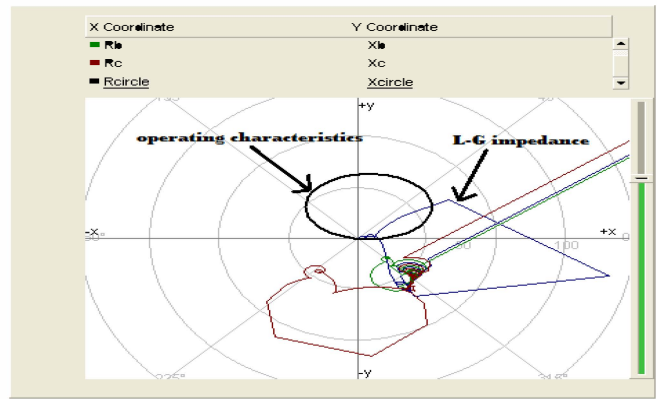 X Coordinate Y Coordinate
Rb Xb
Rc Xc
Rcircle Xcircle
+y
operating characteristics
L-G impedance
-x
+x
100
-y